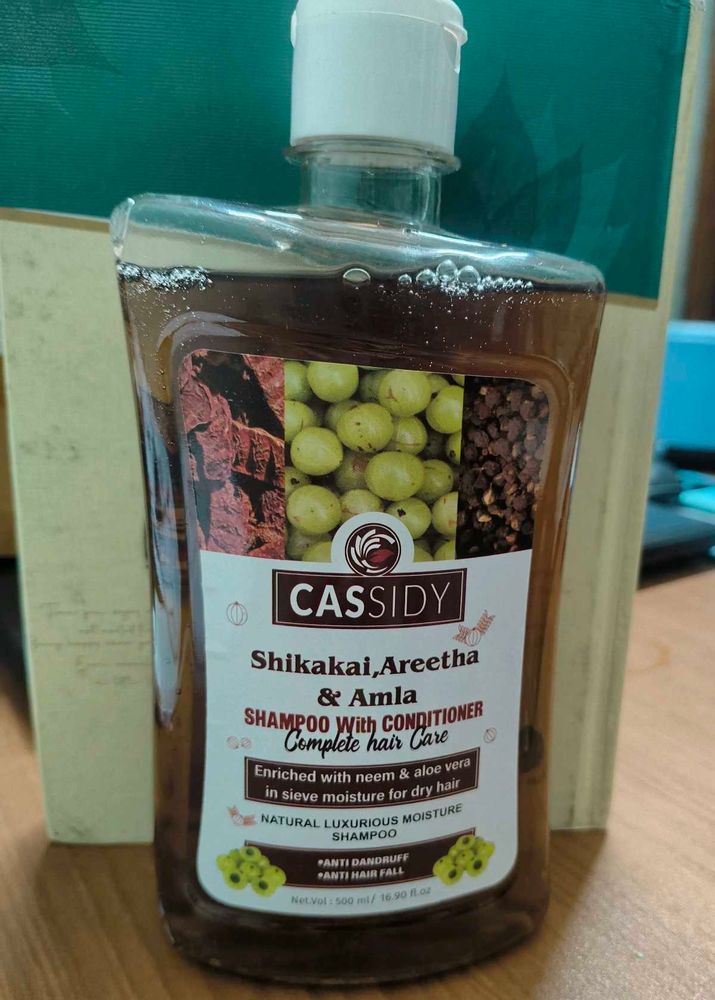 CASSIDY
Shikakai,Areetha
& Amla
SHAMPOO With CONDITIONER
Complete hair Care
Enriched with neem & aloe vera
in sieve moisture for dry hair
NATURAL LUXURIOUS MOISTURE
SHAMPOO
•ANTI DANDRUFF
•ANTI HAIR FALL
Net.Vol : 500 ml/ 16.90 fl.oz